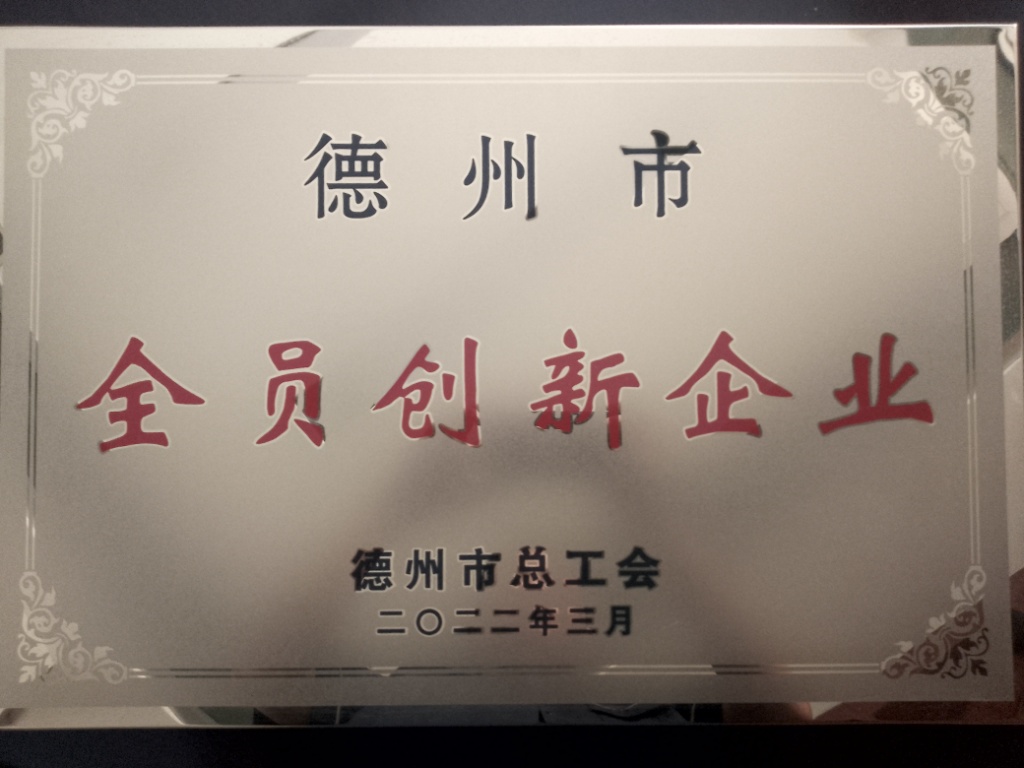 德州市
全员创新企业
德州市总工会
二〇二二年三月